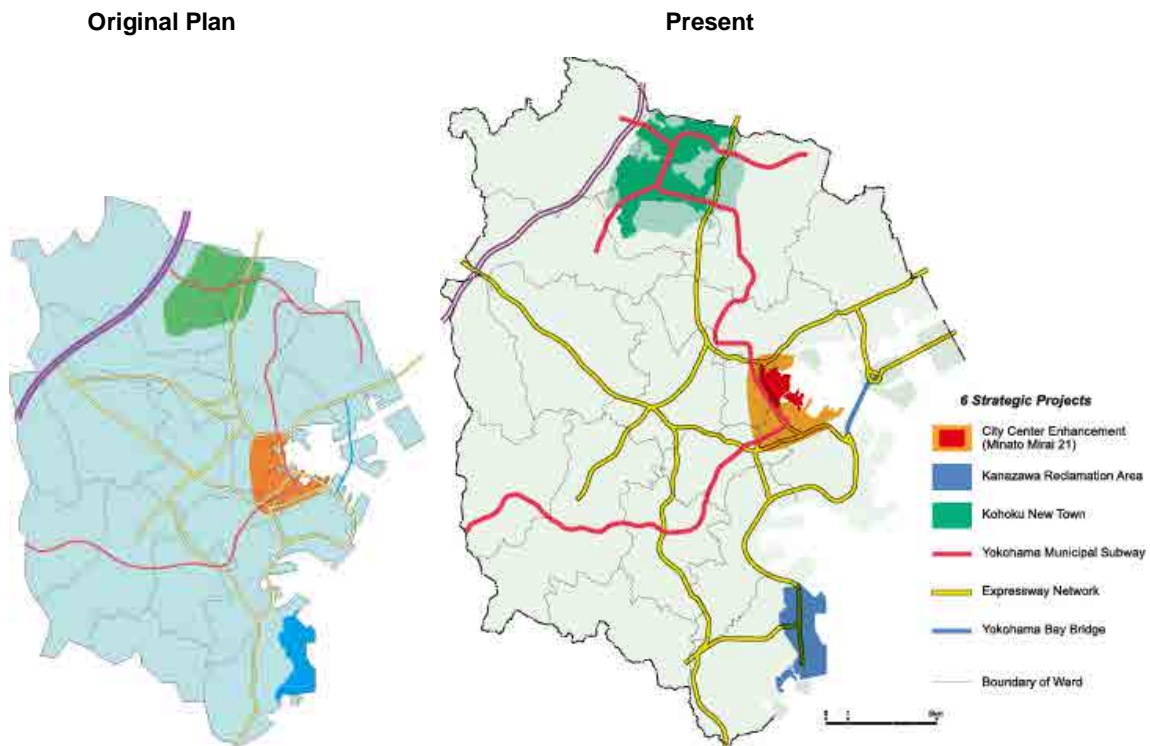 Original Plan
Present
6 Strategic Projects
City Center Enhancement
(Minato Mirai 21)
Kanazawa Reclamation Area
Kohoku New Town
Yokohama Municipal Subway
Expressway Network
Yokohama Bay Bridge
Boundary of Ward